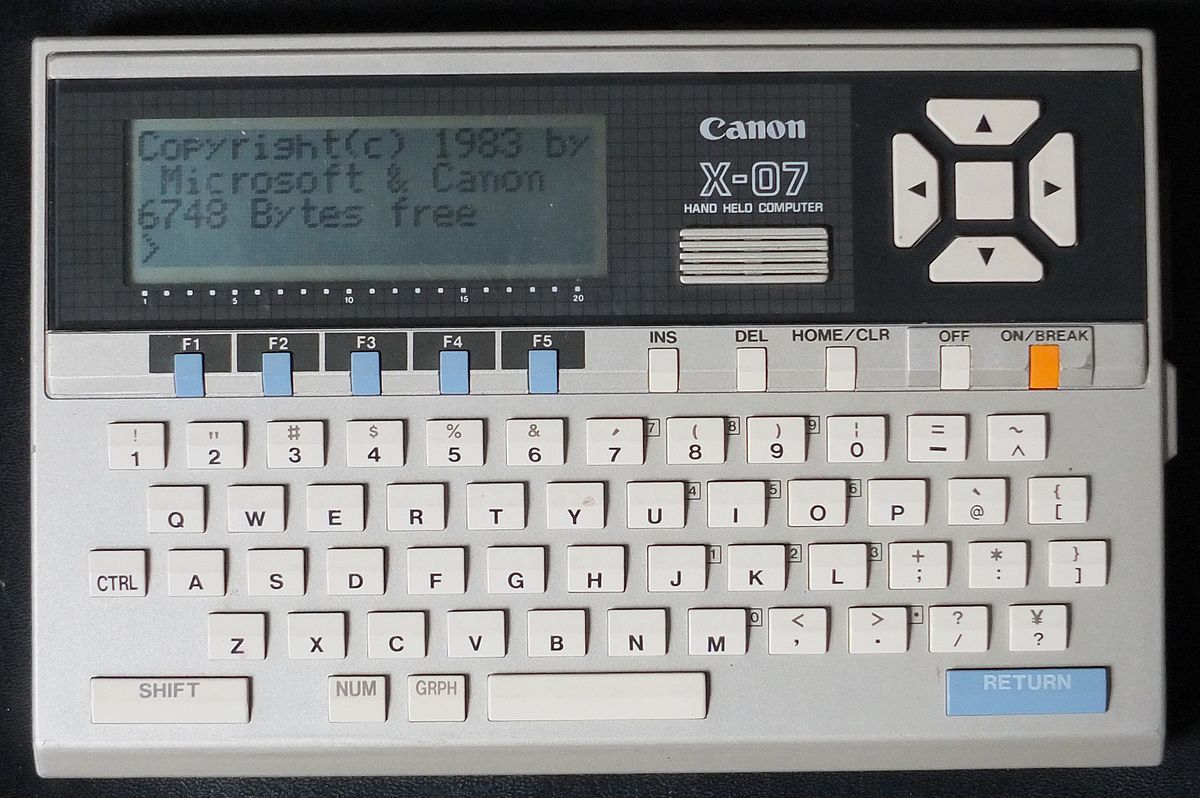 Copyright(c) 1983 by
Microsoft & Canon
6748 Bytes free
>
1 5 10 15 20
Canon
X-07
HAND HELD COMPUTER
▲
◀ ▶
▼
F1 F2 F3 F4 F5 INS DEL HOME/CLR OFF ON/BREAK
! " # $ % & ' ( ) ¦ = ~
1 2 3 4 5 6 7 7 8 8 9 9 0 - ^
Q W E R T Y U 4 I 5 O 6 P ` @ { [
CTRL A S D F G H J 1 K 2 L 3 + ; * : } ]
Z X C V B N M 0 < , > . • ? / ¥ ?
SHIFT NUM GRPH RETURN